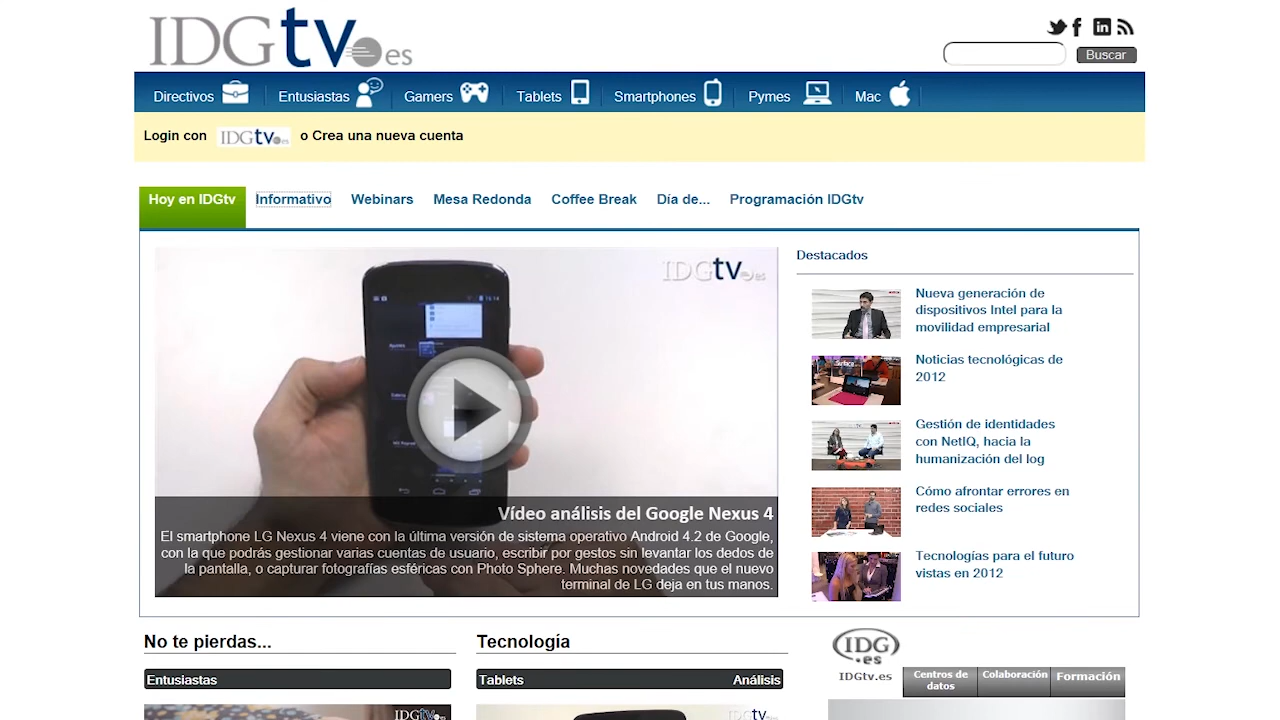 IDGtv.es
Buscar
Directivos Entusiastas Gamers Tablets Smartphones Pymes Mac
Login con IDGtv.es o Crea una nueva cuenta
Hoy en IDGtv Informativo Webinars Mesa Redonda Coffee Break Día de... Programación IDGtv
IDGtv.es
Vídeo análisis del Google Nexus 4
El smartphone LG Nexus 4 viene con la última versión de sistema operativo Android 4.2 de Google,
con la que podrás gestionar varias cuentas de usuario, escribir por gestos sin levantar los dedos de
la pantalla, o capturar fotografías esféricas con Photo Sphere. Muchas novedades que el nuevo
terminal de LG deja en tus manos.
Destacados
Nueva generación de
dispositivos Intel para la
movilidad empresarial
Noticias tecnológicas de
2012
Gestión de identidades
con NetIQ, hacia la
humanización del log
Cómo afrontar errores en
redes sociales
Tecnologías para el futuro
vistas en 2012
No te pierdas...
Entusiastas
IDGtv.es
Tecnología
Tablets Análisis
IDGtv.es
IDG.es
IDGtv.es
Centros de
datos
Colaboración
Formación